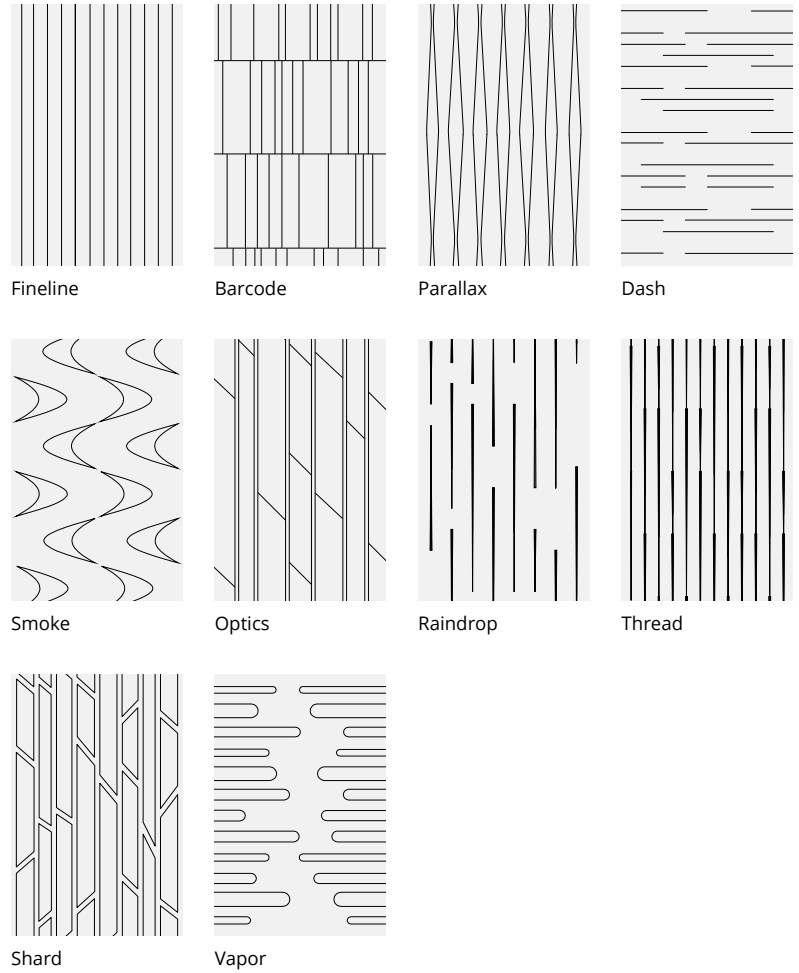 Fineline
Barcode
Parallax
Dash
Smoke
Optics
Raindrop
Thread
Shard
Vapor